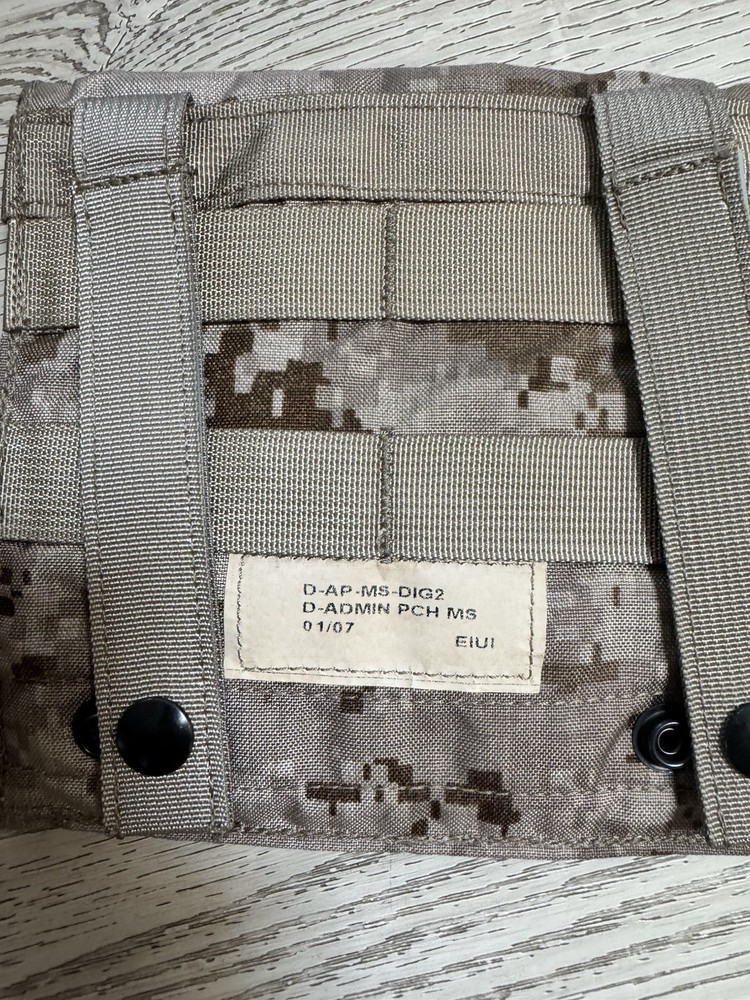 D-AP-MS-DIG2
D-ADMIN PCH MS
01/07
EIUI